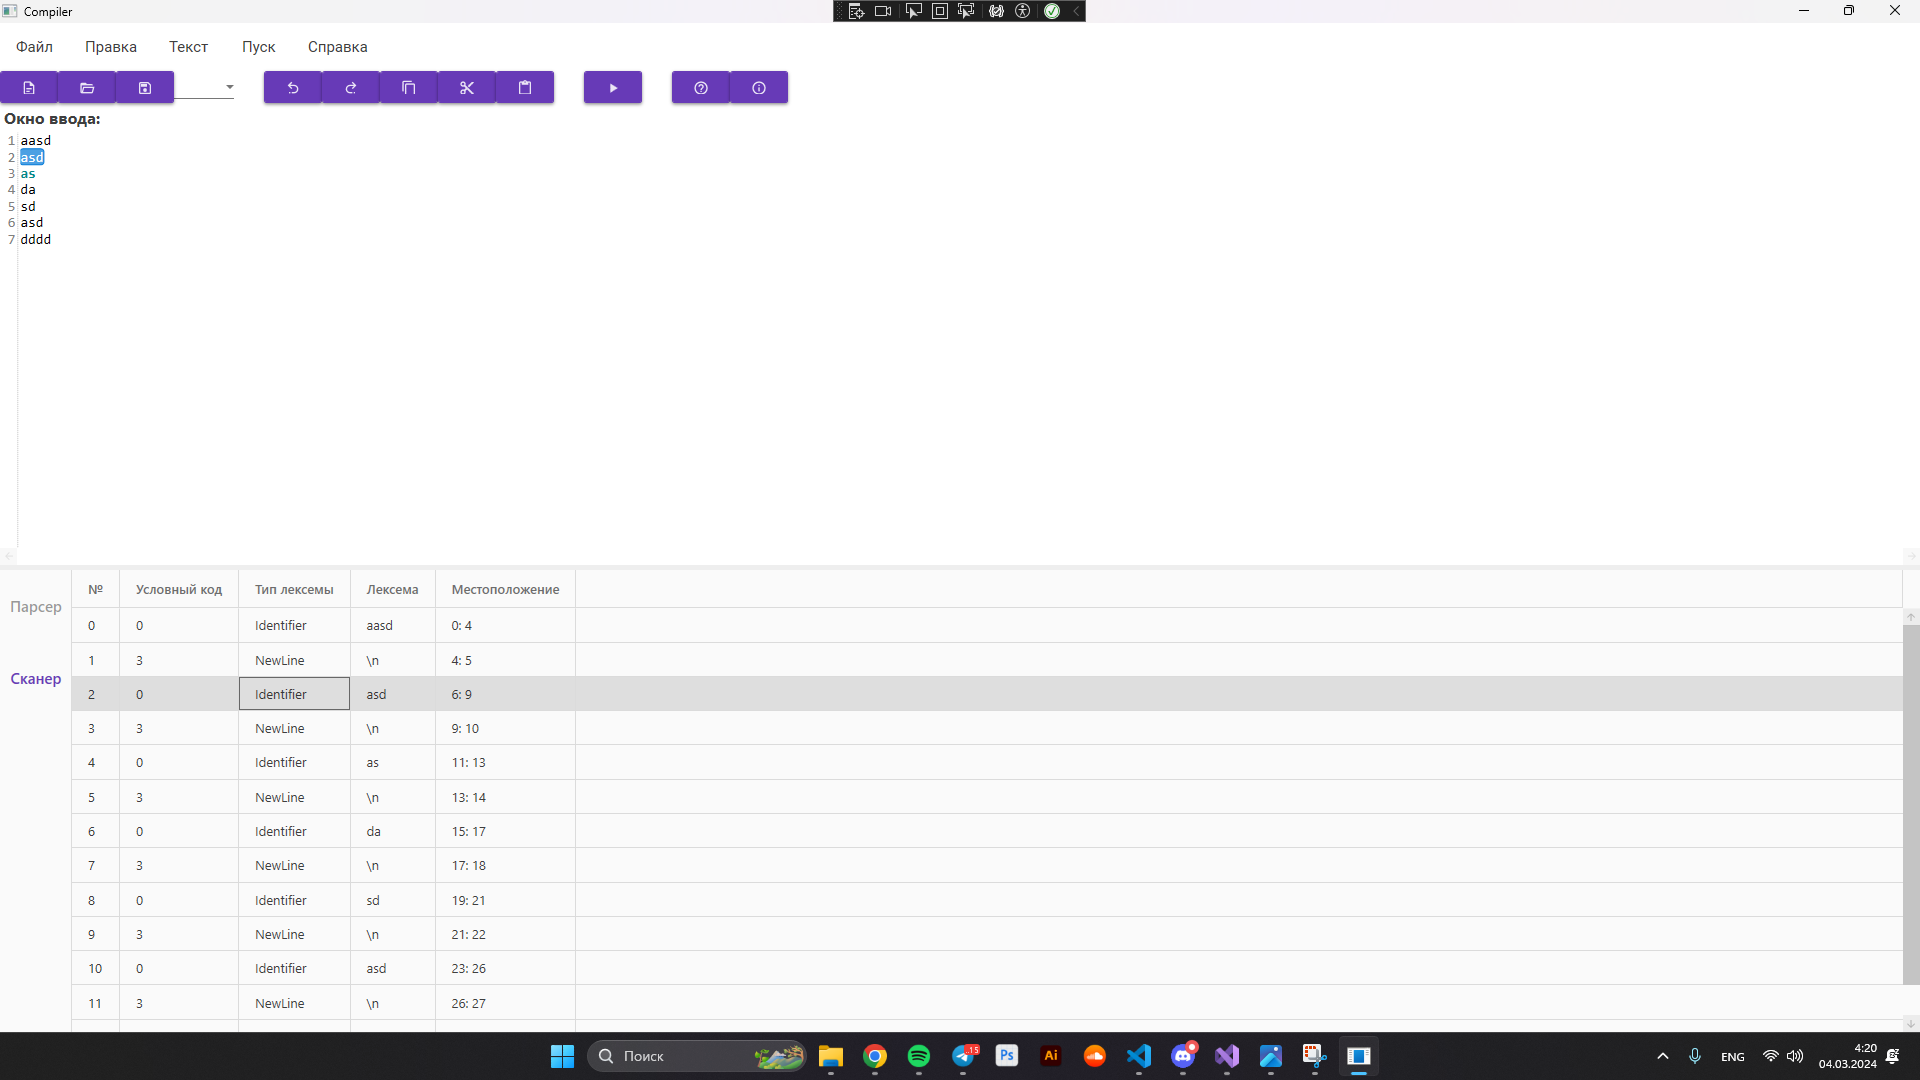 Compiler
Файл Правка Текст Пуск Справка
Окно ввода:
1 aasd
2 asd
3 as
4 da
5 sd
6 asd
7 dddd
Парсер
Сканер
№ Условный код Тип лексемы Лексема Местоположение
0 0 Identifier aasd 0: 4
1 3 NewLine \n 4: 5
2 0 Identifier asd 6: 9
3 3 NewLine \n 9: 10
4 0 Identifier as 11: 13
5 3 NewLine \n 13: 14
6 0 Identifier da 15: 17
7 3 NewLine \n 17: 18
8 0 Identifier sd 19: 21
9 3 NewLine \n 21: 22
10 0 Identifier asd 23: 26
11 3 NewLine \n 26: 27
Поиск 15 Ps Ai ENG 4:20
04.03.2024